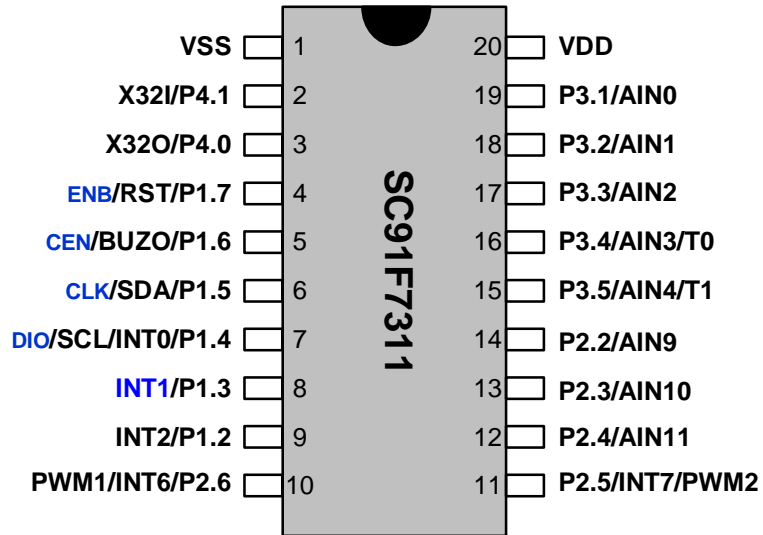 VSS 1 20 VDD
X32I/P4.1 2 19 P3.1/AIN0
X32O/P4.0 3 18 P3.2/AIN1
ENB/RST/P1.7 4 17 P3.3/AIN2
CEN/BUZO/P1.6 5 16 P3.4/AIN3/T0
CLK/SDA/P1.5 6 15 P3.5/AIN4/T1
DIO/SCL/INT0/P1.4 7 14 P2.2/AIN9
INT1/P1.3 8 13 P2.3/AIN10
INT2/P1.2 9 12 P2.4/AIN11
PWM1/INT6/P2.6 10 11 P2.5/INT7/PWM2
SC91F7311